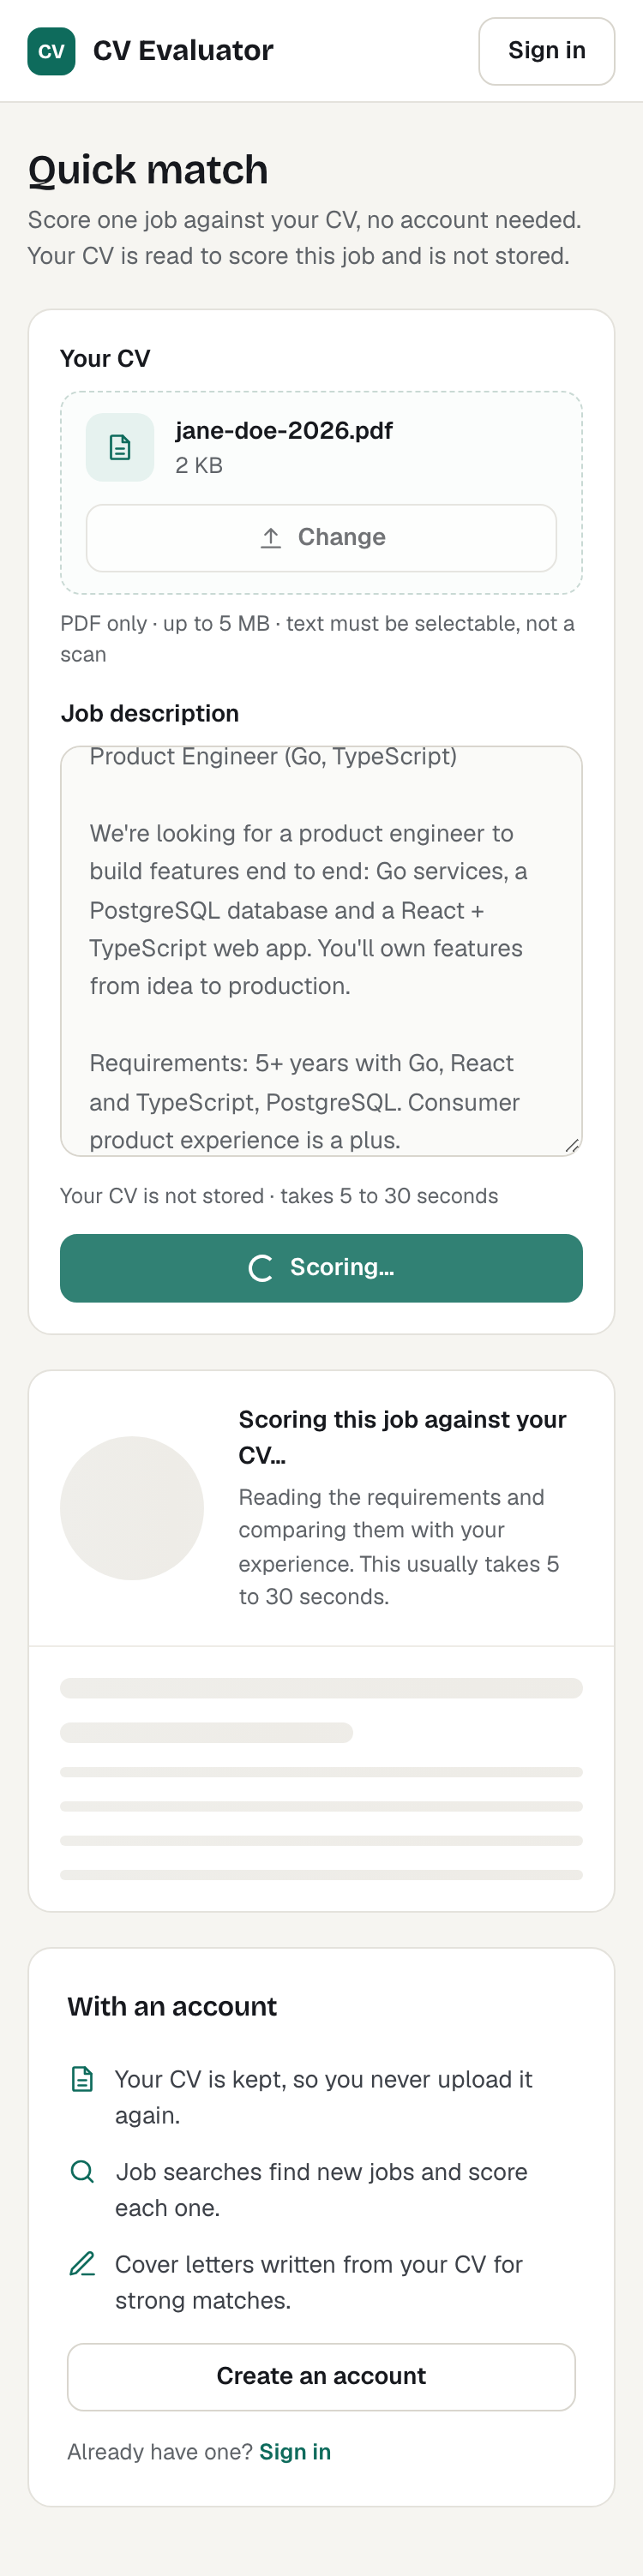 CV
CV Evaluator
Sign in
Quick match
Score one job against your CV, no account needed.
Your CV is read to score this job and is not stored.
Your CV
jane-doe-2026.pdf
2 KB
Change
PDF only · up to 5 MB · text must be selectable, not a
scan
Job description
Product Engineer (Go, TypeScript)
We're looking for a product engineer to
build features end to end: Go services, a
PostgreSQL database and a React +
TypeScript web app. You'll own features
from idea to production.
Requirements: 5+ years with Go, React
and TypeScript, PostgreSQL. Consumer
product experience is a plus.
Your CV is not stored · takes 5 to 30 seconds
Scoring…
Scoring this job against your
CV…
Reading the requirements and
comparing them with your
experience. This usually takes 5
to 30 seconds.
With an account
Your CV is kept, so you never upload it
again.
Job searches find new jobs and score
each one.
Cover letters written from your CV for
strong matches.
Create an account
Already have one? Sign in